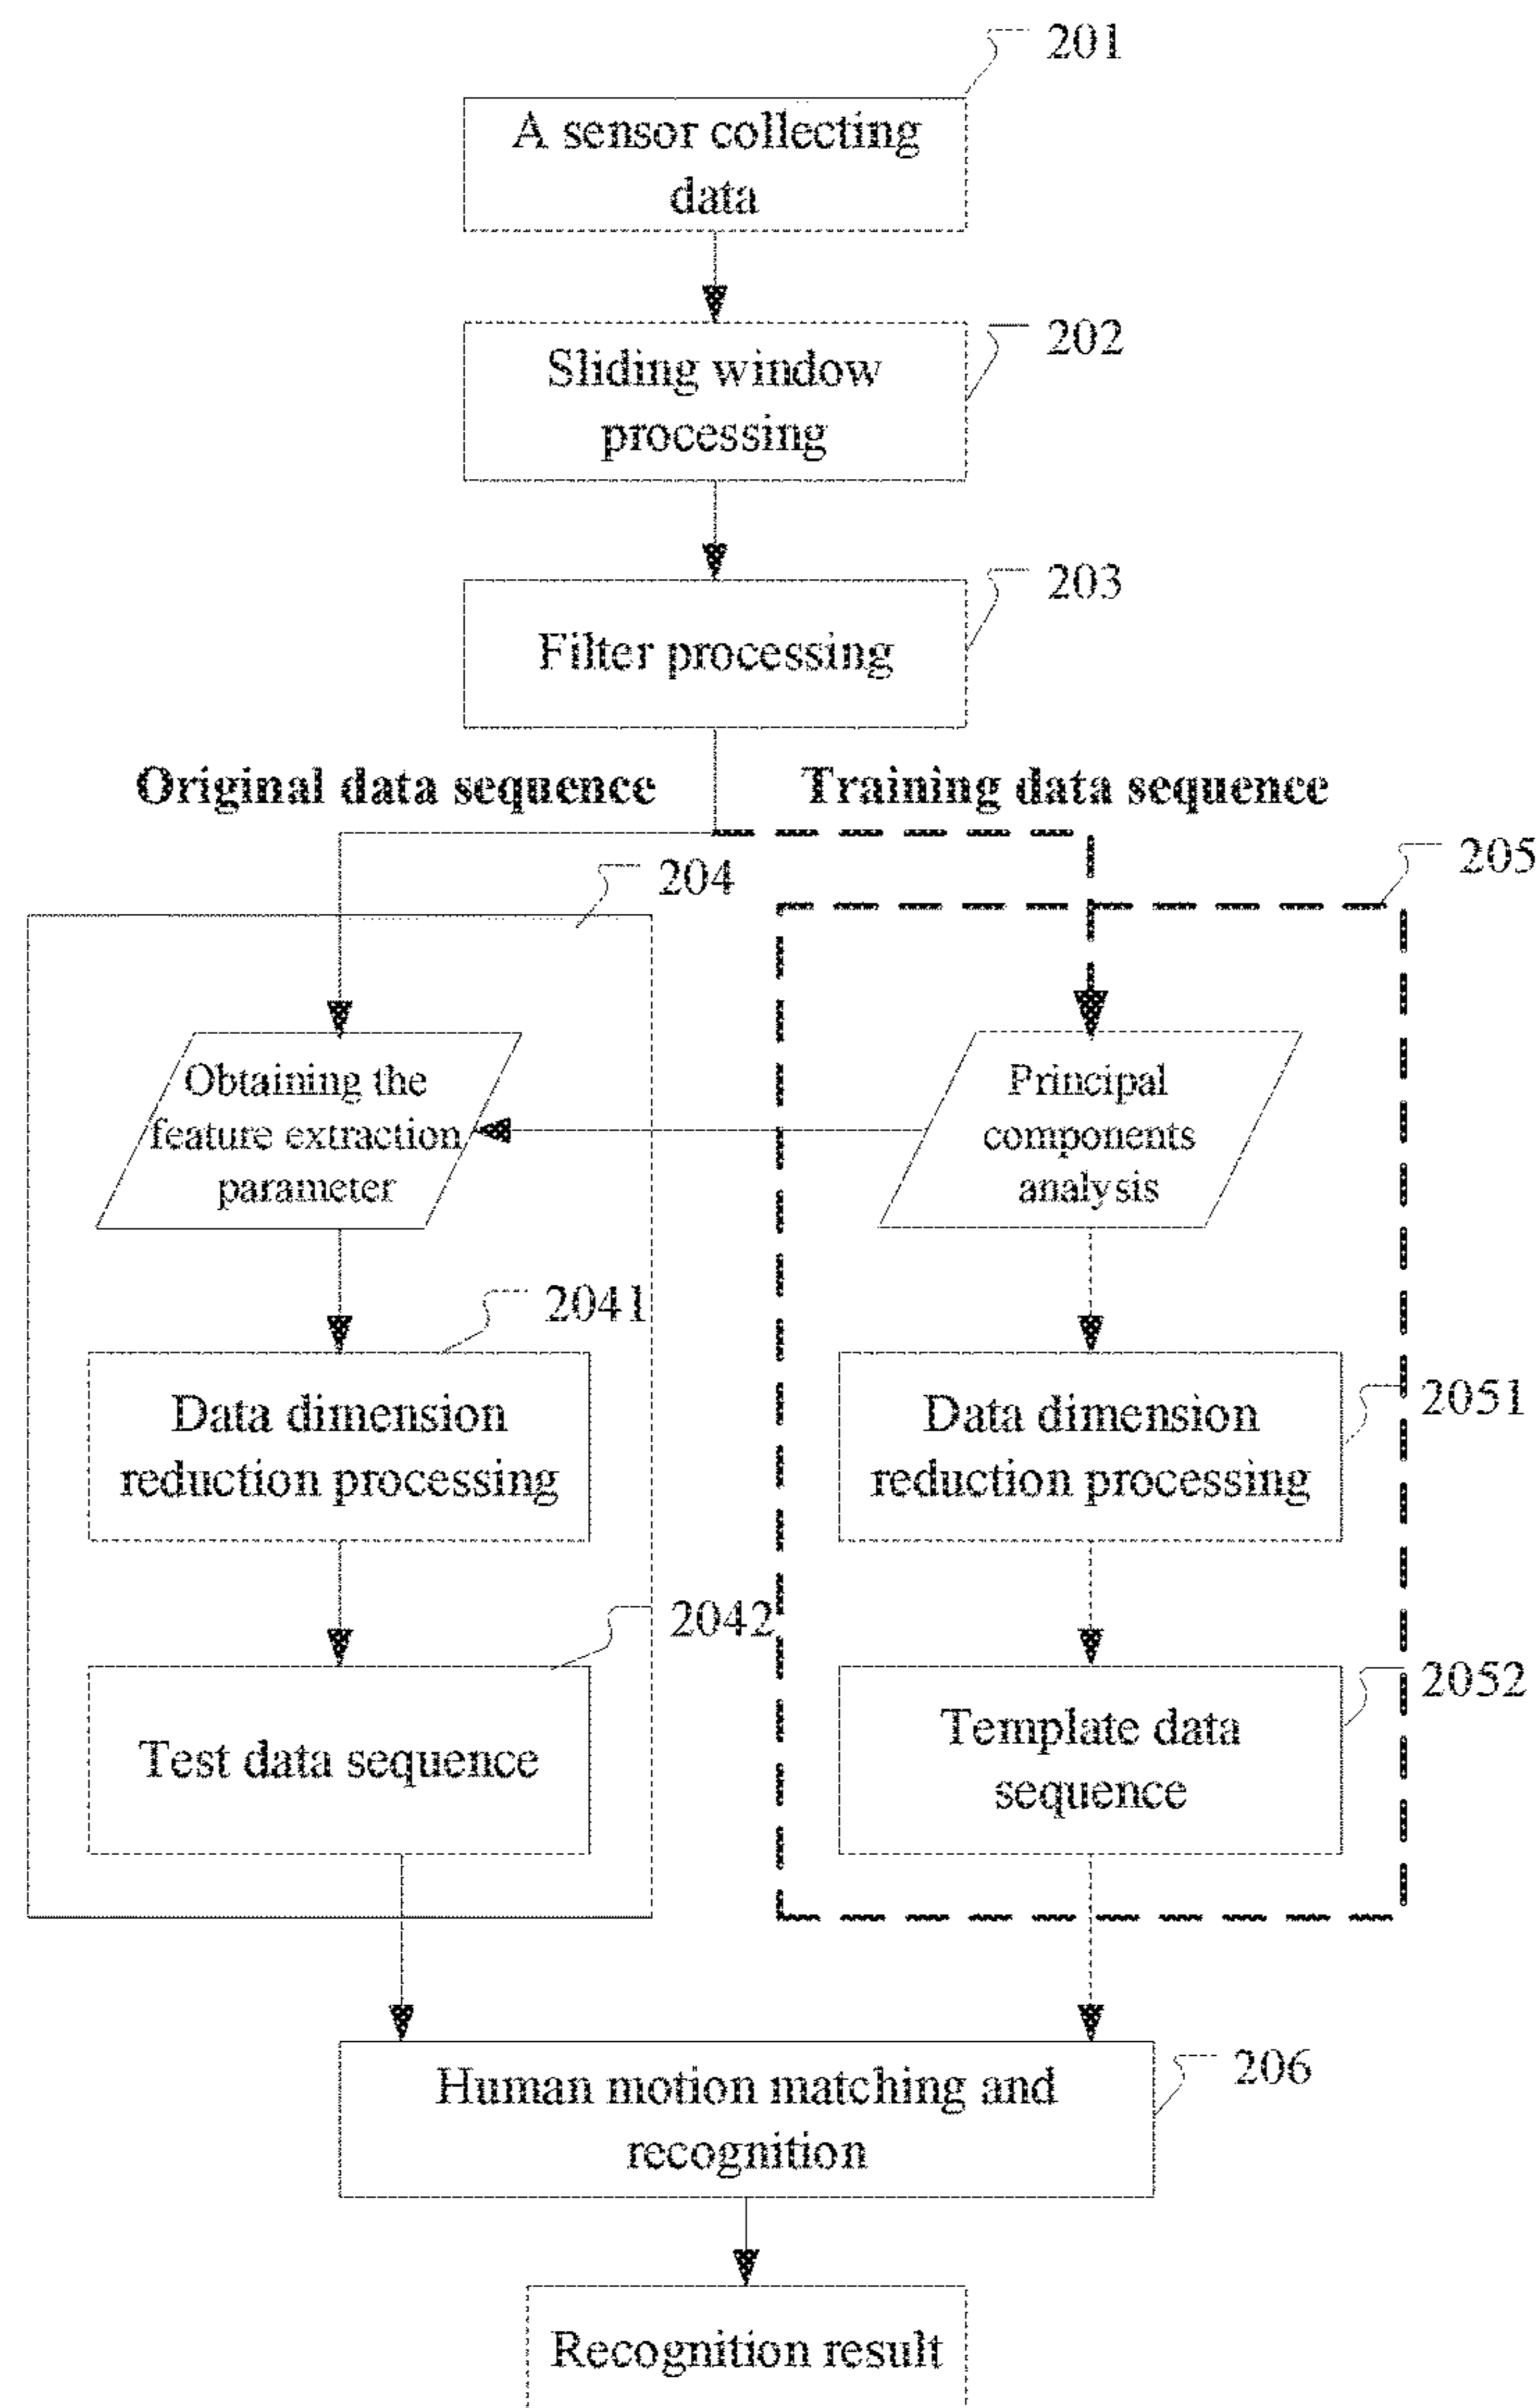 201
A sensor collecting
data
202
Sliding window
processing
203
Filter processing
Original data sequence
Training data sequence
204
205
Obtaining the
feature extraction
parameter
Principal
components
analysis
2041
Data dimension
reduction processing
2051
Data dimension
reduction processing
2042
Test data sequence
2052
Template data
sequence
206
Human motion matching and
recognition
Recognition result